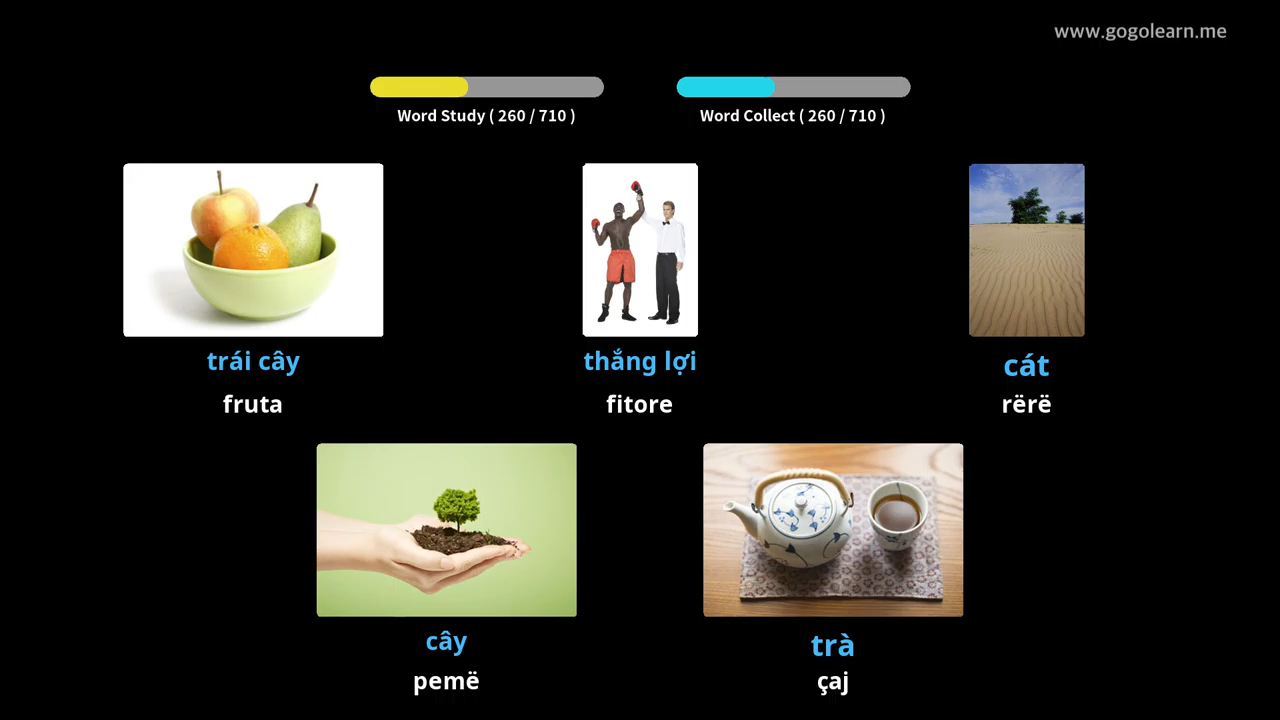 www.gogolearn.me
Word Study ( 260 / 710 )
Word Collect ( 260 / 710 )
trái cây
fruta
thắng lợi
fitore
cát
rërë
cây
pemë
trà
çaj